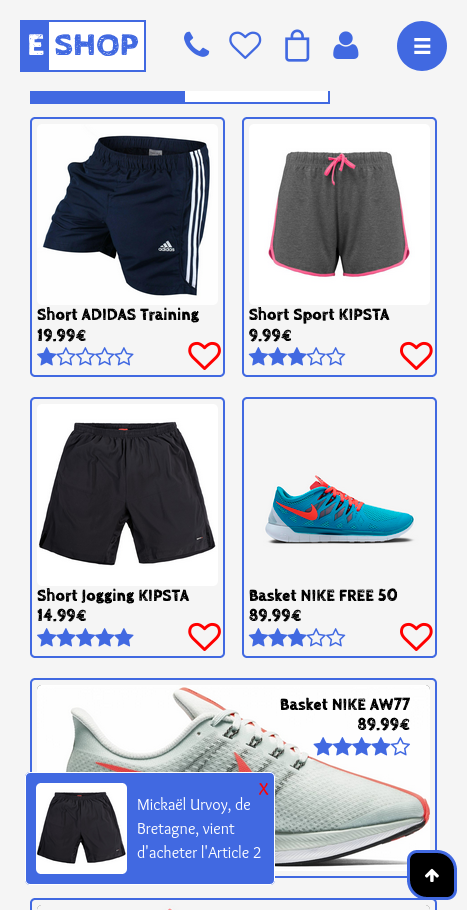 E SHOP
Short ADIDAS Training
19.99€
Short Sport KIPSTA
9.99€
adidas
Short Jogging KIPSTA
14.99€
Basket NIKE FREE 50
89.99€
Basket NIKE AW77
89.99€
X
Mickaël Urvoy, de
Bretagne, vient
d'acheter l'Article 2